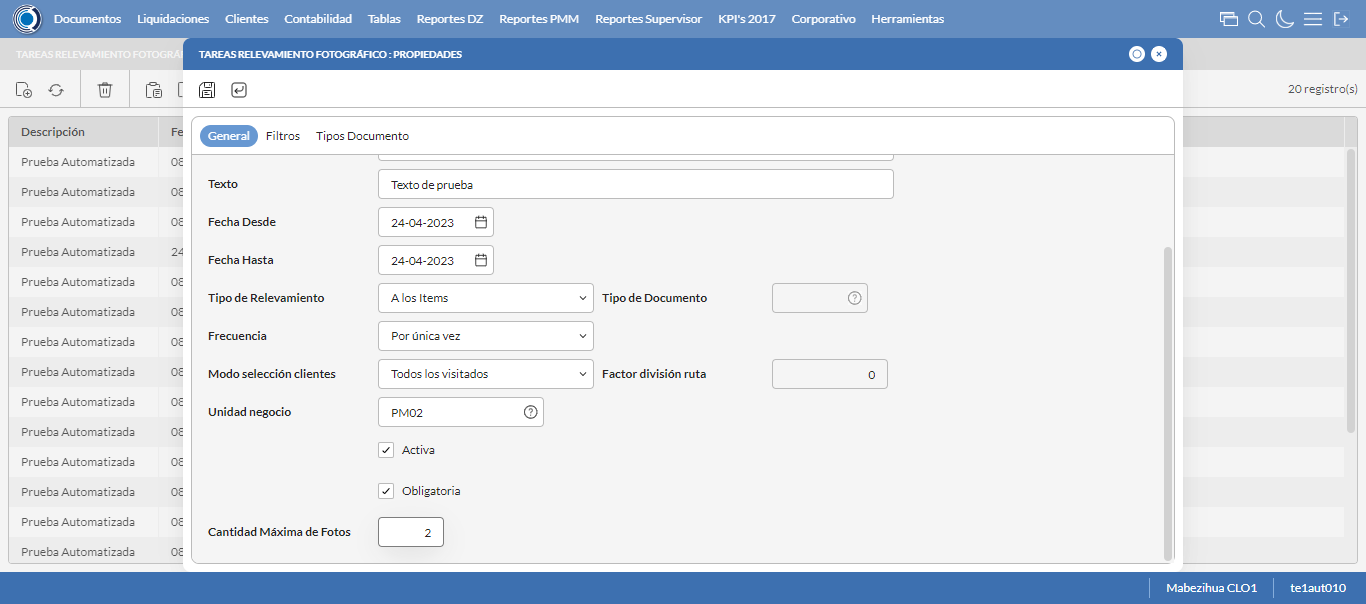 Documentos Liquidaciones Clientes Contabilidad Tablas Reportes DZ Reportes PMM Reportes Supervisor KPI's 2017 Corporativo Herramientas
TAREAS RELEVAMIENTO FOTOGRÁ
TAREAS RELEVAMIENTO FOTOGRÁFICO : PROPIEDADES
20 registro(s)
General Filtros Tipos Documento
Descripción Fe
Prueba Automatizada 08
Prueba Automatizada 08
Prueba Automatizada 08
Prueba Automatizada 24
Prueba Automatizada 08
Prueba Automatizada 08
Prueba Automatizada 08
Prueba Automatizada 08
Prueba Automatizada 08
Prueba Automatizada 08
Prueba Automatizada 08
Prueba Automatizada 08
Prueba Automatizada 08
Prueba Automatizada 08
Texto Texto de prueba
Fecha Desde 24-04-2023
Fecha Hasta 24-04-2023
Tipo de Relevamiento A los Items Tipo de Documento
Frecuencia Por única vez
Modo selección clientes Todos los visitados Factor división ruta 0
Unidad negocio PM02
Activa
Obligatoria
Cantidad Máxima de Fotos 2
Mabezihua CLO1 te1aut010